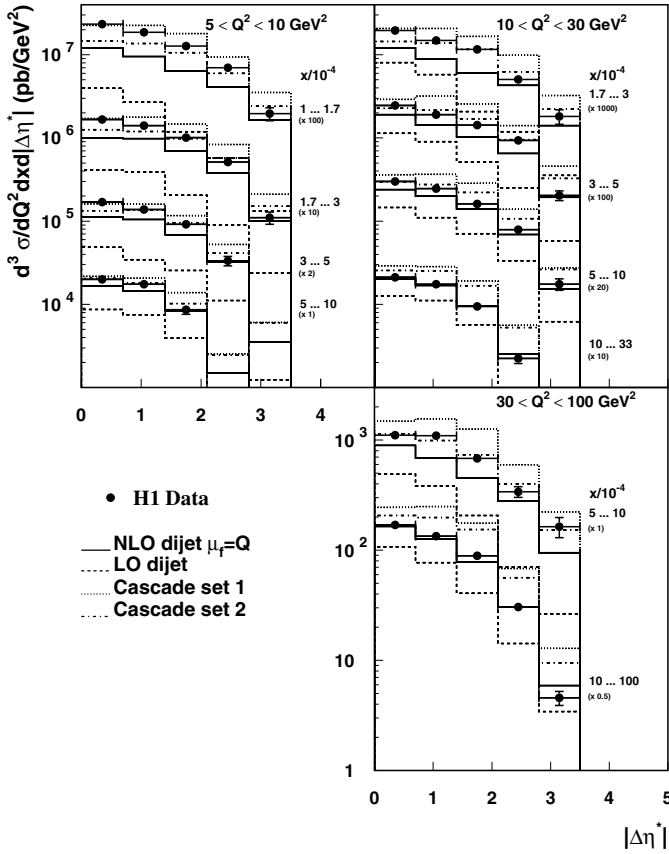 d³ σ/dQ² dxd|Δη*| (pb/GeV²)
5 < Q² < 10 GeV²
10⁷
10⁶
10⁵
10⁴
x/10⁻⁴
1 ... 1.7
(x 100)
1.7 ... 3
(x 10)
3 ... 5
(x 2)
5 ... 10
(x 1)
0 1 2 3 4
10 < Q² < 30 GeV²
x/10⁻⁴
1.7 ... 3
(x 1000)
3 ... 5
(x 100)
5 ... 10
(x 20)
10 ... 33
(x 10)
30 < Q² < 100 GeV²
10³
10²
10
1
x/10⁻⁴
5 ... 10
(x 1)
10 ... 100
(x 0.5)
0 1 2 3 4 5
|Δη*|
H1 Data
NLO dijet μf=Q
LO dijet
Cascade set 1
Cascade set 2